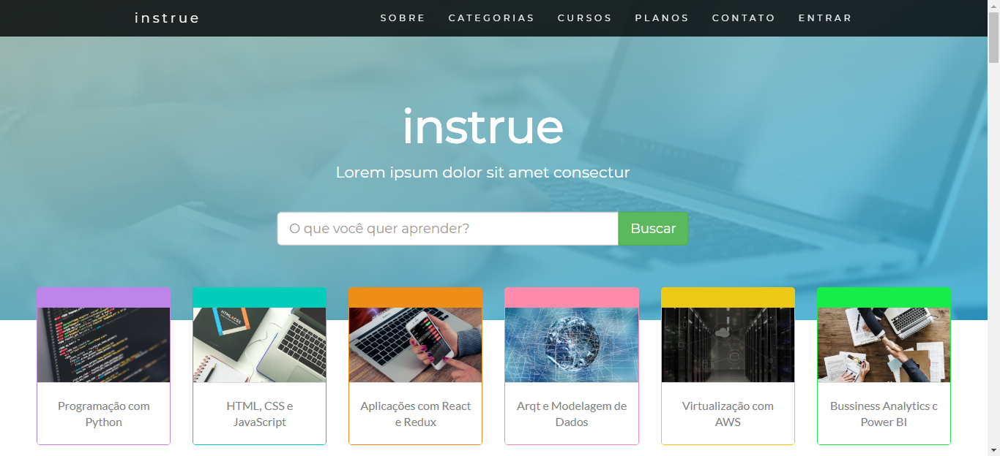 instrue
SOBRE CATEGORIAS CURSOS PLANOS CONTATO ENTRAR
instrue
Lorem ipsum dolor sit amet consectur
O que você quer aprender? Buscar
HTML&CSS
Programação com
Python
HTML, CSS e
JavaScript
Aplicações com React
e Redux
Arqt e Modelagem de
Dados
Virtualização com
AWS
Bussiness Analytics c
Power BI